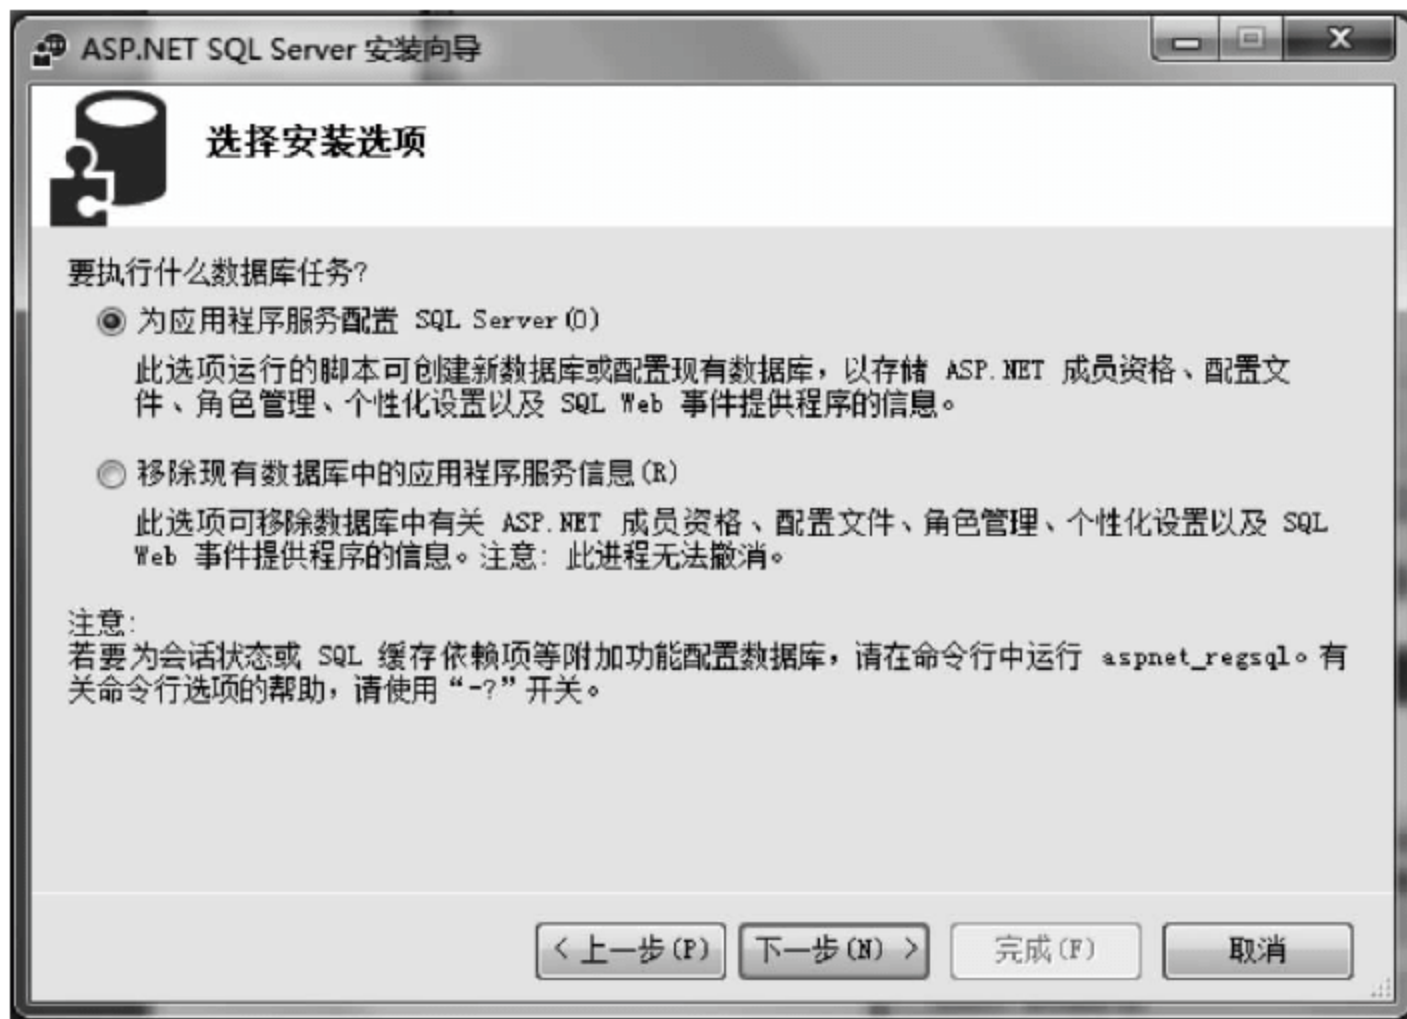 ASP.NET SQL Server 安装向导
选择安装选项
要执行什么数据库任务?
为应用程序服务配置 SQL Server(O)
此选项运行的脚本可创建新数据库或配置现有数据库，以存储 ASP.NET 成员资格、配置文
件、角色管理、个性化设置以及 SQL Web 事件提供程序的信息。
移除现有数据库中的应用程序服务信息(R)
此选项可移除数据库中有关 ASP.NET 成员资格、配置文件、角色管理、个性化设置以及 SQL
Web 事件提供程序的信息。注意: 此进程无法撤消。
注意:
若要为会话状态或 SQL 缓存依赖项等附加功能配置数据库，请在命令行中运行 aspnet_regsql。有
关命令行选项的帮助，请使用“-?”开关。
< 上一步(P) 下一步(N) > 完成(F) 取消